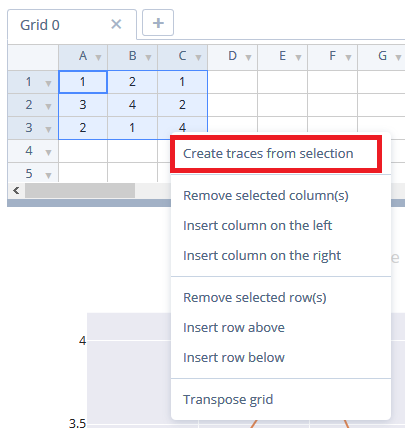 Grid 0 ✕ +
A B C D E F G
1 1 2 1
2 3 4 2
3 2 1 4
4
5
Create traces from selection
Remove selected column(s)
Insert column on the left
Insert column on the right
Remove selected row(s)
Insert row above
Insert row below
Transpose grid
e
4
3.5